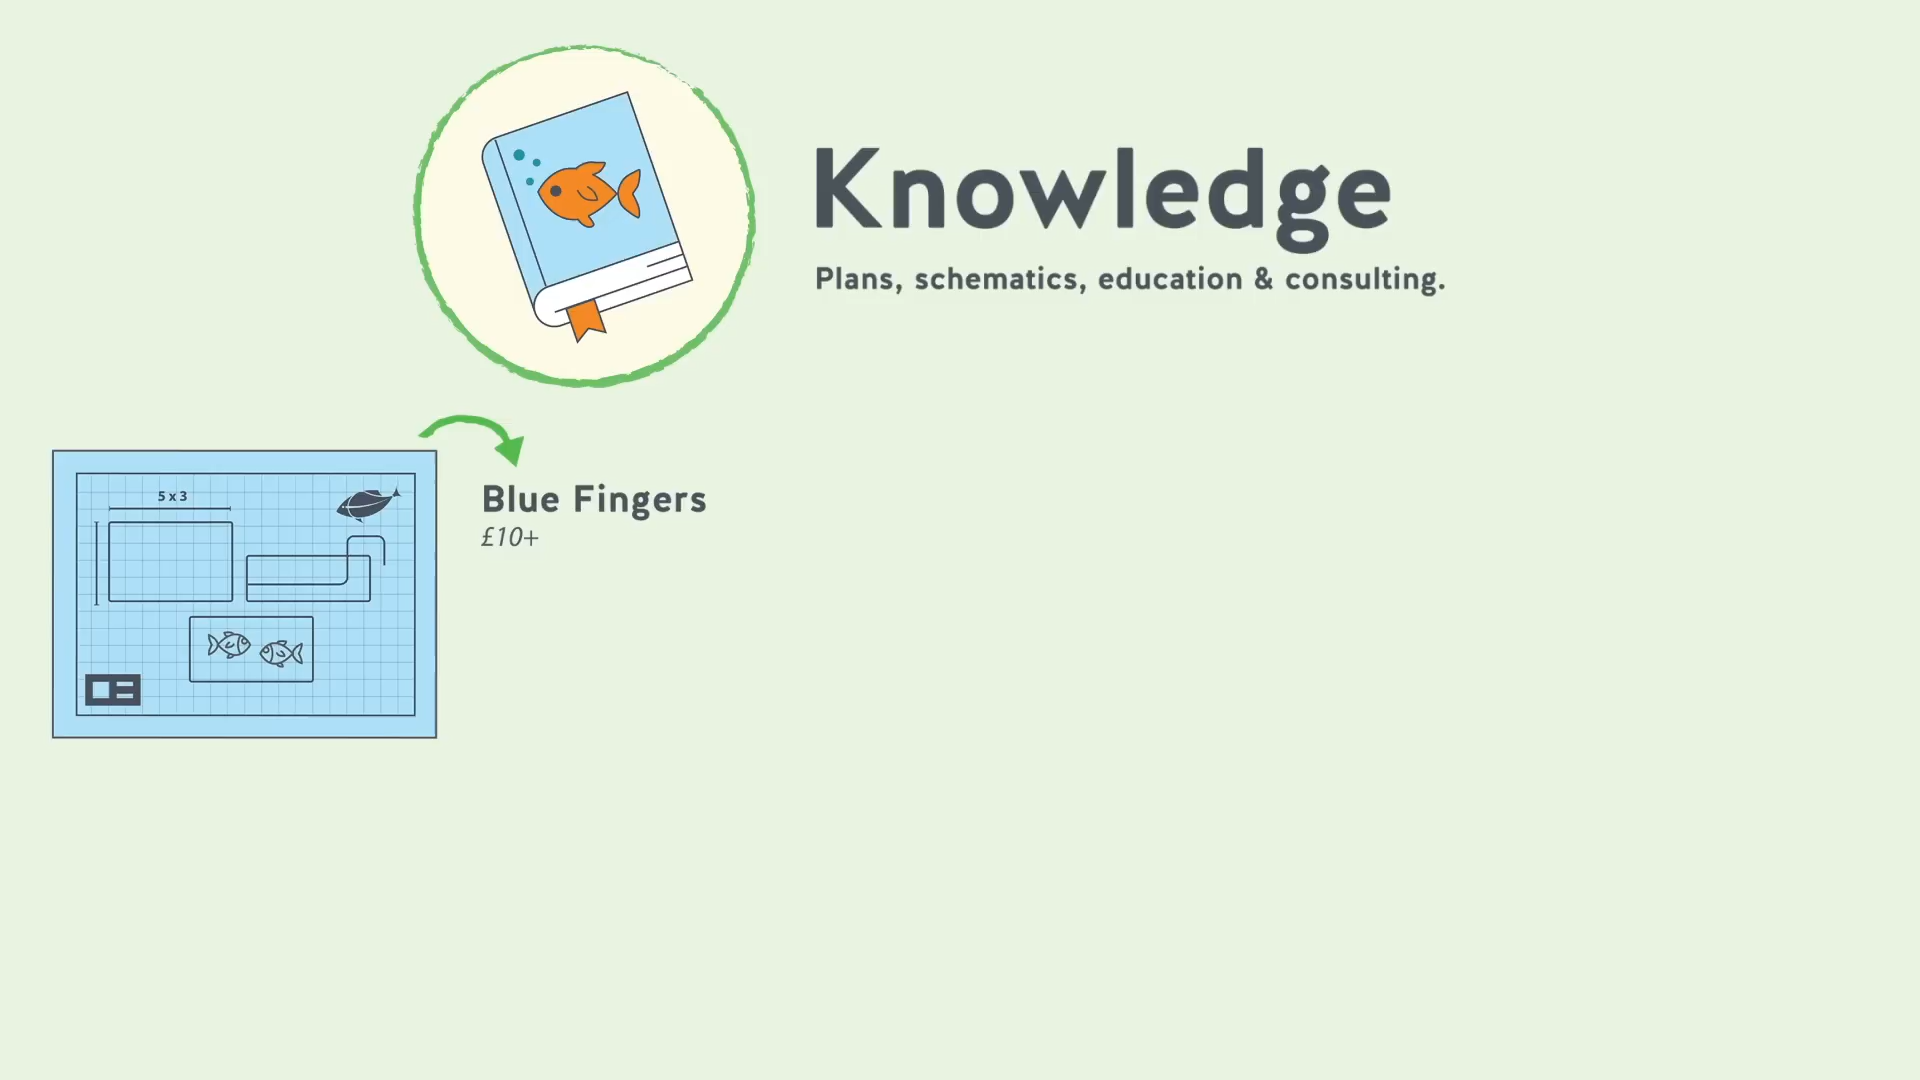 Knowledge
Plans, schematics, education & consulting.
5 x 3
Blue Fingers
£10+